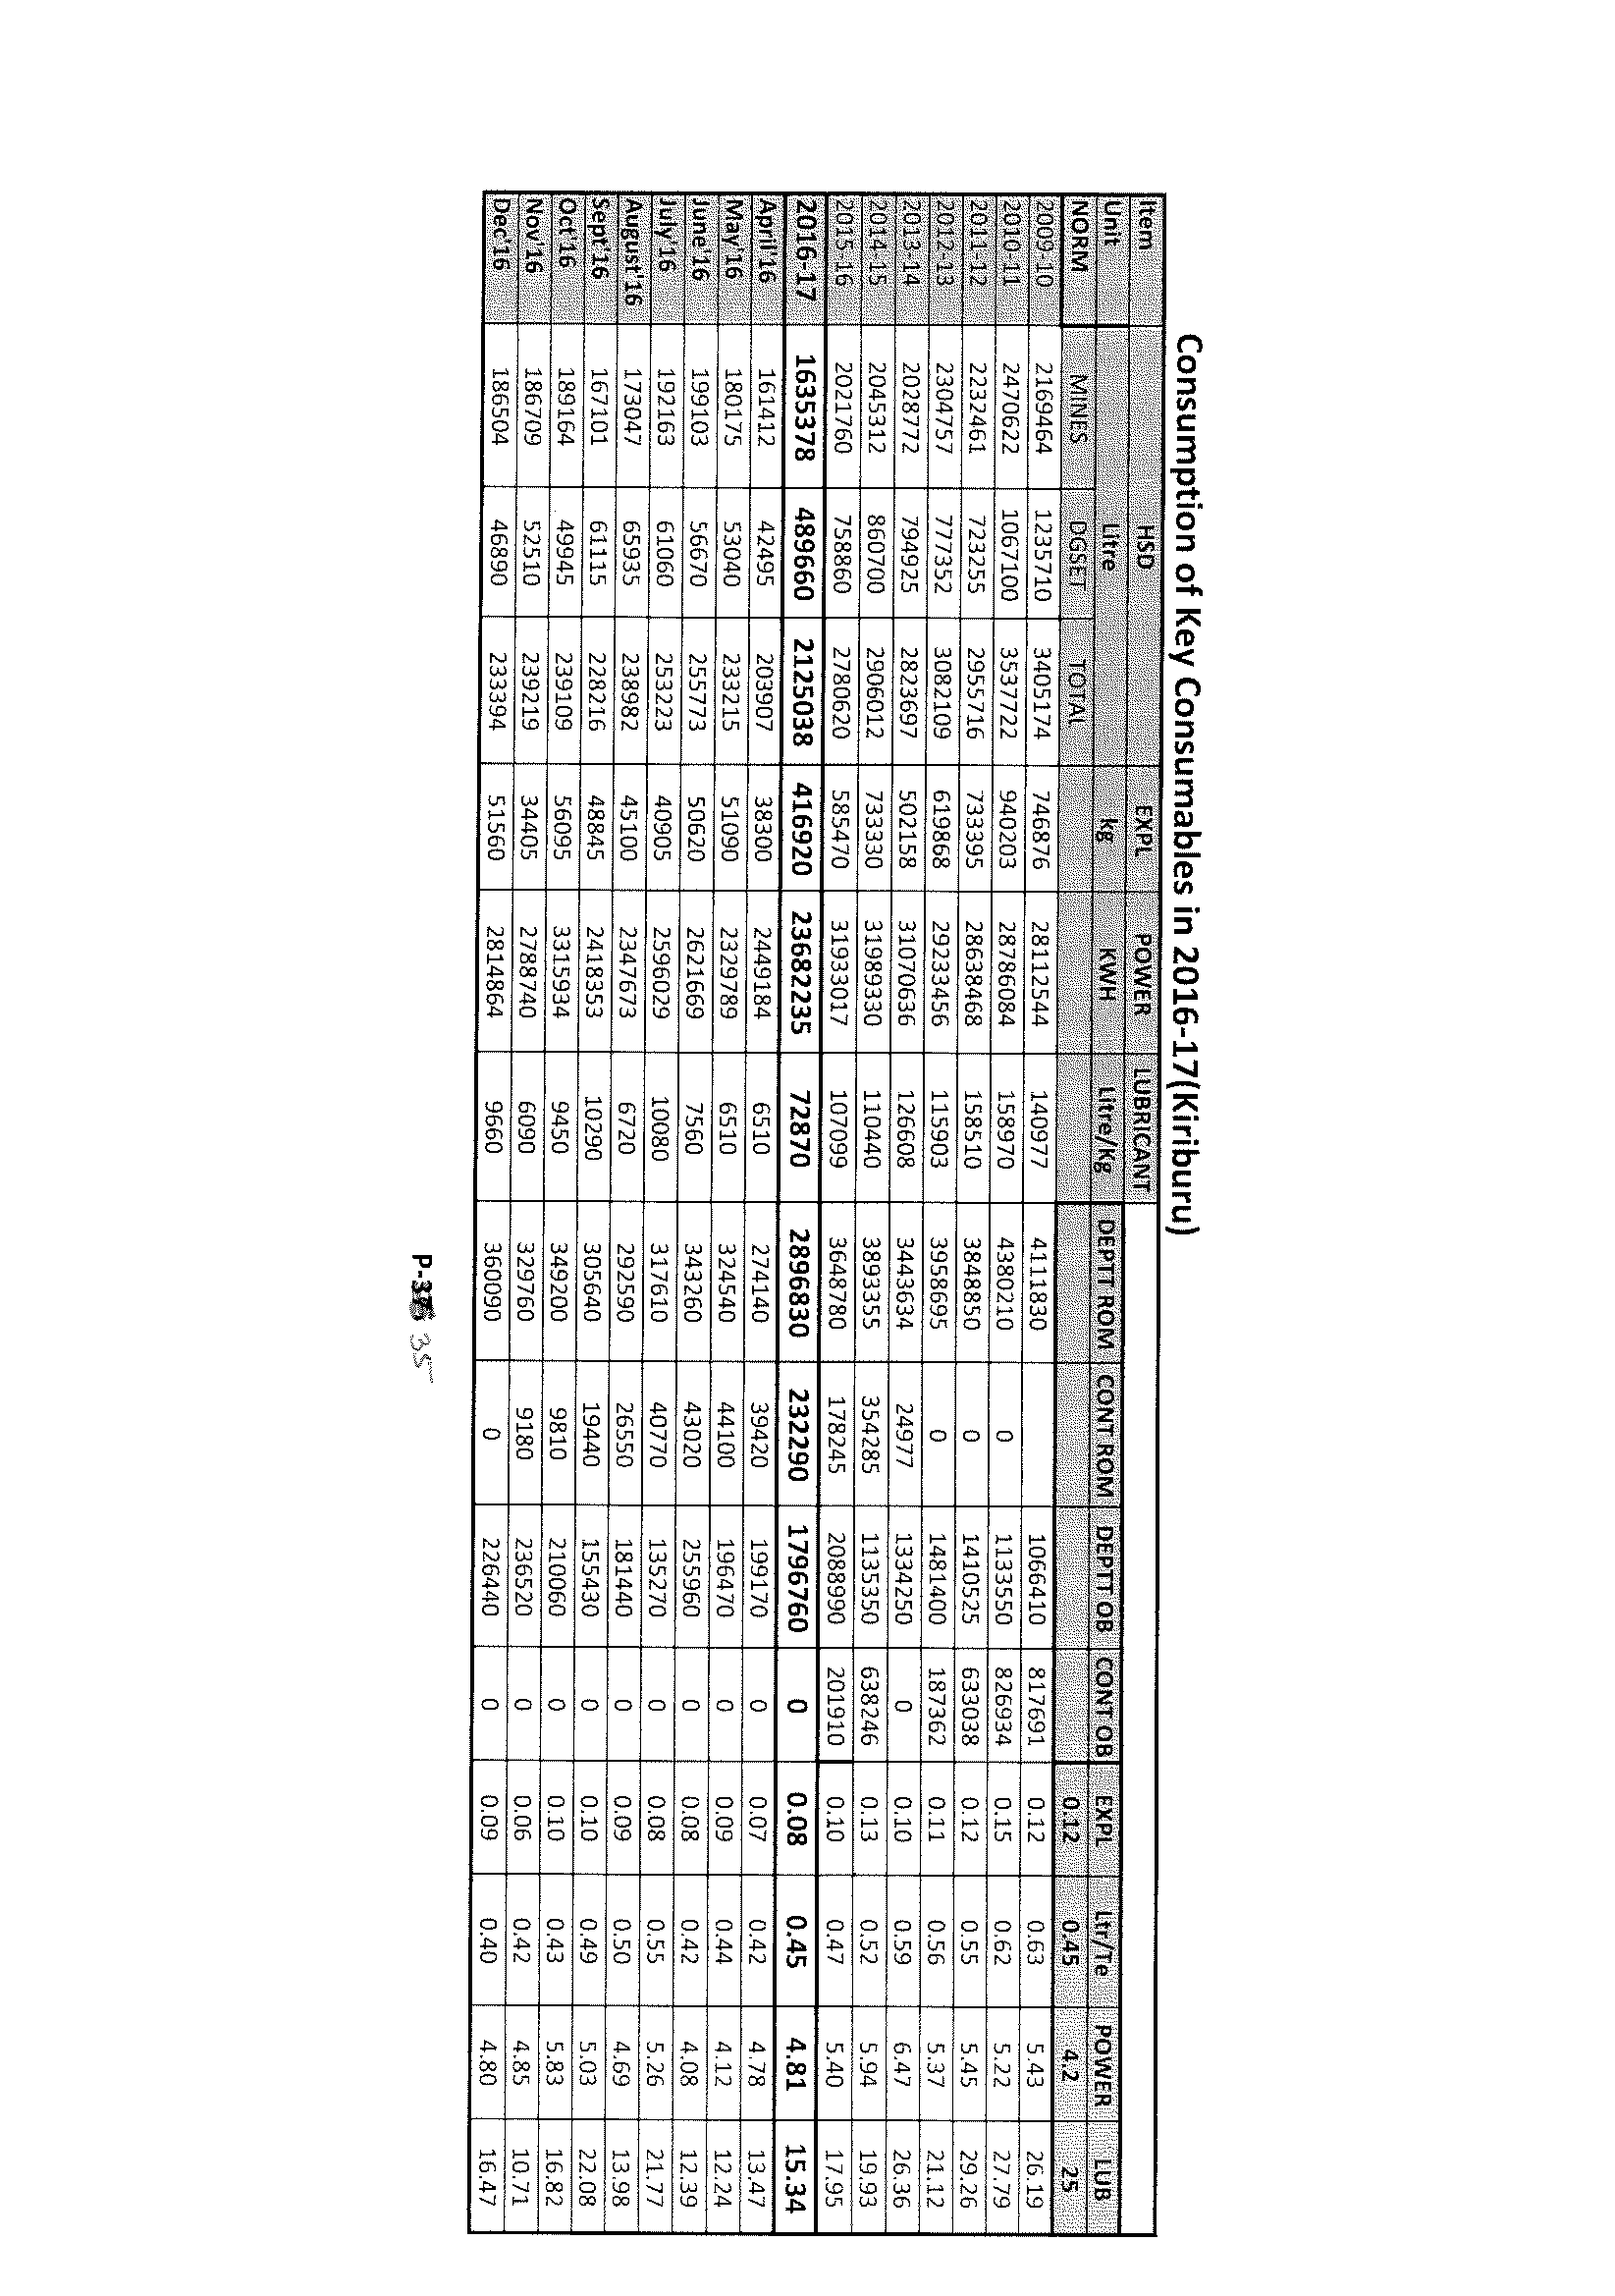 Consumption of Key Consumables in 2016-17(Kiriburu)
Item HSD EXPL POWER LUBRICANT
Unit Litre kg KWH Litre/Kg DEPTT ROM CONT ROM DEPTT OB CONT OB EXPL Ltr/Te POWER LUB
NORM MINES DGSET TOTAL 0.12 0.45 4.2 25
2009-10 2169464 1235710 3405174 746876 28112544 140977 4111830 1066410 817691 0.12 0.63 5.43 26.19
2010-11 2470622 1067100 3537722 940203 28786084 158970 4380210 0 1133550 826934 0.15 0.62 5.22 27.79
2011-12 2232461 723255 2955716 733395 28638468 158510 3848850 0 1410525 633038 0.12 0.55 5.45 29.26
2012-13 2304757 777352 3082109 619868 29233456 115903 3958695 0 1481400 187362 0.11 0.56 5.37 21.12
2013-14 2028772 794925 2823697 502158 31070636 126608 3443634 24977 1334250 0 0.10 0.59 6.47 26.36
2014-15 2045312 860700 2906012 733330 31989330 110440 3893355 354285 1135350 638246 0.13 0.52 5.94 19.93
2015-16 2021760 758860 2780620 585470 31933017 107099 3648780 178245 2088990 201910 0.10 0.47 5.40 17.95
2016-17 1635378 489660 2125038 416920 23682235 72870 2896830 232290 1796760 0 0.08 0.45 4.81 15.34
April'16 161412 42495 203907 38300 2449184 6510 274140 39420 199170 0 0.07 0.42 4.78 13.47
May'16 180175 53040 233215 51090 2329789 6510 324540 44100 196470 0 0.09 0.44 4.12 12.24
June'16 199103 56670 255773 50620 2621669 7560 343260 43020 255960 0 0.08 0.42 4.08 12.39
July'16 192163 61060 253223 40905 2596029 10080 317610 40770 135270 0 0.08 0.55 5.26 21.77
August'16 173047 65935 238982 45100 2347673 6720 292590 26550 181440 0 0.09 0.50 4.69 13.98
Sept'16 167101 61115 228216 48845 2418353 10290 305640 19440 155430 0 0.10 0.49 5.03 22.08
Oct'16 189164 49945 239109 56095 3315934 9450 349200 9810 210060 0 0.10 0.43 5.83 16.82
Nov'16 186709 52510 239219 34405 2788740 6090 329760 9180 236520 0 0.06 0.42 4.85 10.71
Dec'16 186504 46890 233394 51560 2814864 9660 360090 0 226440 0 0.09 0.40 4.80 16.47
35